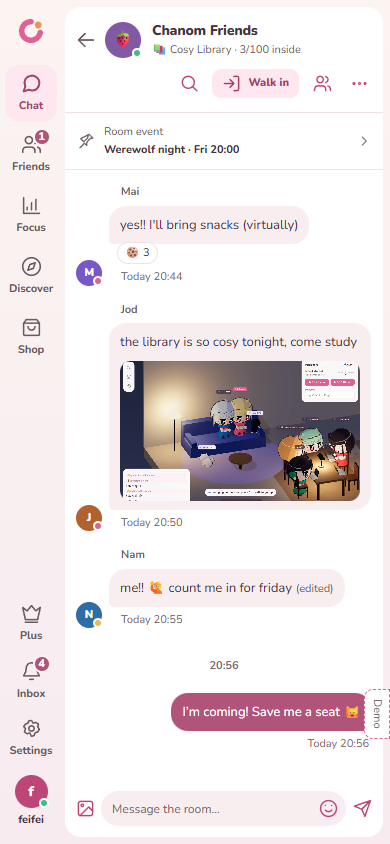 Chanom Friends
Cosy Library · 3/100 inside
Walk in
Chat
1
Friends
Focus
Discover
Shop
Room event
Werewolf night · Fri 20:00
Mai
yes!! I'll bring snacks (virtually)
3
M
Today 20:44
Jod
the library is so cosy tonight, come study
J
Today 20:50
Nam
me!! count me in for friday (edited)
N
Today 20:55
20:56
I'm coming! Save me a seat
Today 20:56
Demo
Plus
4
Inbox
Settings
f
feifei
Message the room...